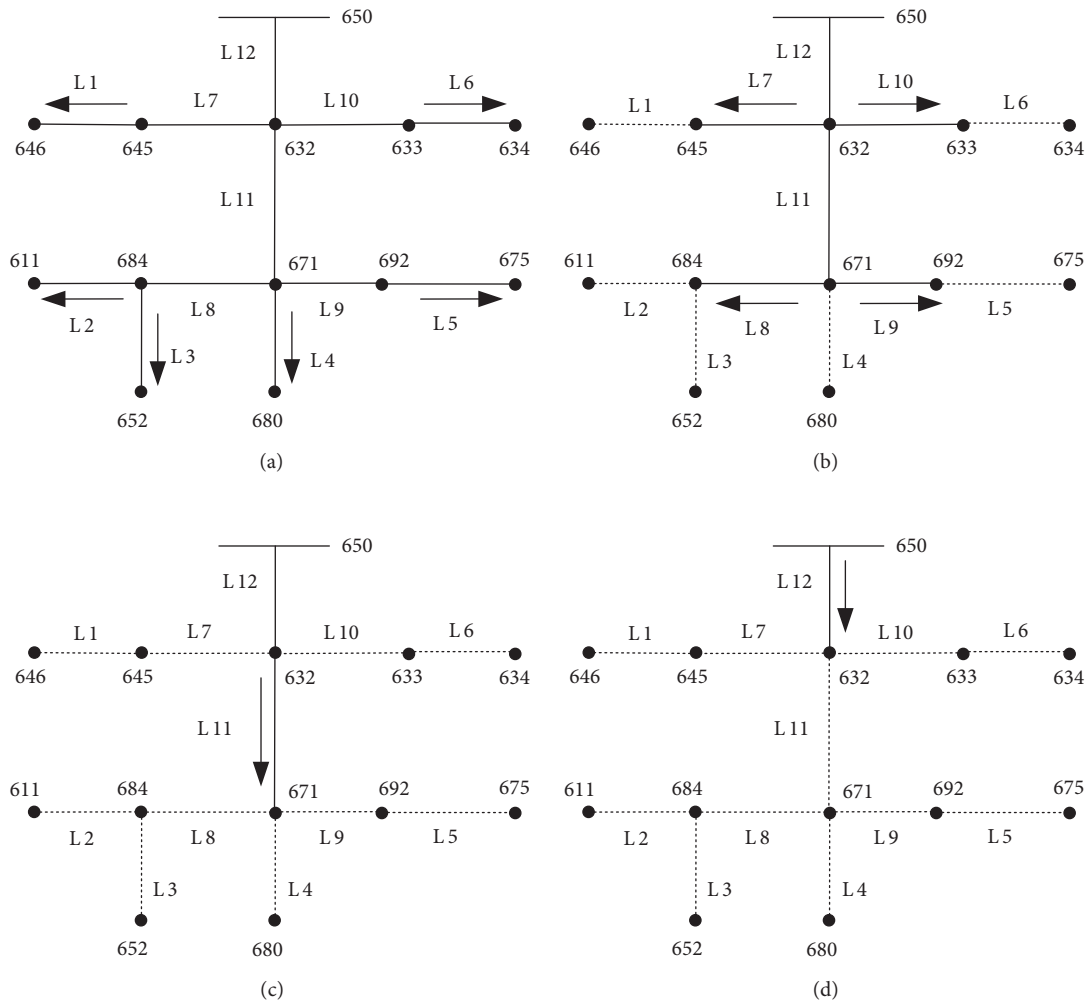 650
L 12
L 1
L 7
L 10
L 6
646
645
632
633
634
L 11
611
684
671
692
675
L 2
L 8
L 9
L 5
L 3
L 4
652
680
(a)
650
L 12
L 7
L 10
L 1
L 6
646
645
632
633
634
L 11
611
684
671
692
675
L 2
L 8
L 9
L 5
L 3
L 4
652
680
(b)
650
L 12
L 1
L 7
L 10
L 6
646
645
632
633
634
L 11
611
684
671
692
675
L 2
L 8
L 9
L 5
L 3
L 4
652
680
(c)
650
L 12
L 1
L 7
L 10
L 6
646
645
632
633
634
L 11
611
684
671
692
675
L 2
L 8
L 9
L 5
L 3
L 4
652
680
(d)